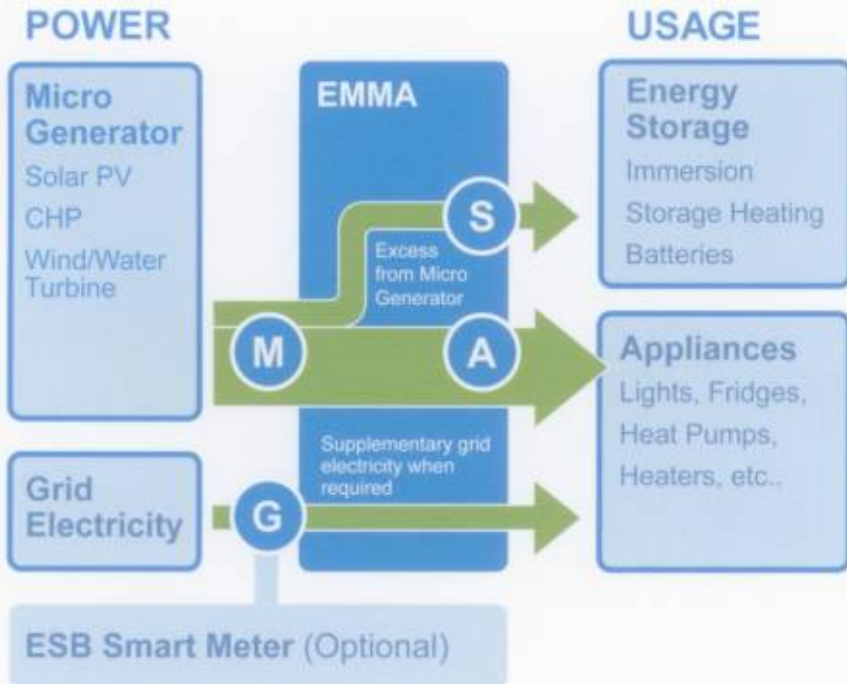 POWER
USAGE
Micro
Generator
Solar PV
CHP
Wind/Water
Turbine
EMMA
S
Excess
from Micro
Generator
M
A
Energy
Storage
Immersion
Storage Heating
Batteries
Appliances
Lights, Fridges,
Heat Pumps,
Heaters, etc..
Supplementary grid
electricity when
required
Grid
Electricity
G
ESB Smart Meter (Optional)